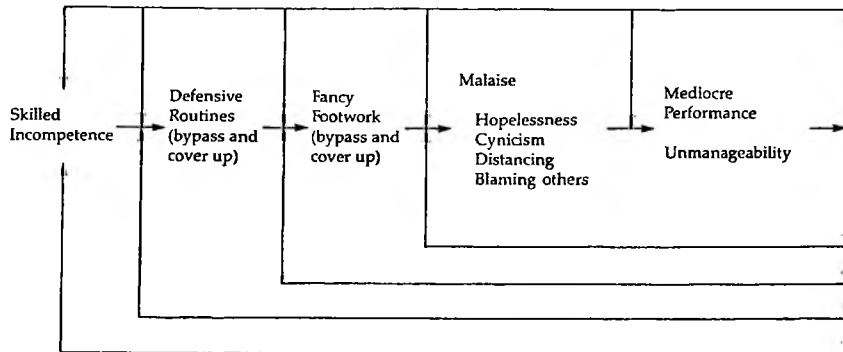 Skilled
Incompetence
Defensive
Routines
(bypass and
cover up)
Fancy
Footwork
(bypass and
cover up)
Malaise
Hopelessness
Cynicism
Distancing
Blaming others
Mediocre
Performance
Unmanageability